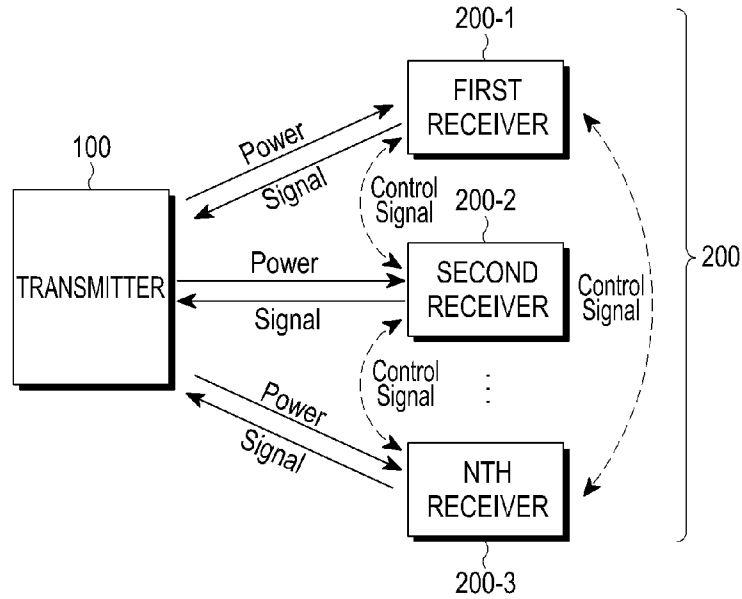 200-1
FIRST
RECEIVER
100
Power
Signal
Control
Signal
200-2
TRANSMITTER
Power
Signal
SECOND
RECEIVER
Control
Signal
200
Control
Signal
Power
Signal
NTH
RECEIVER
200-3